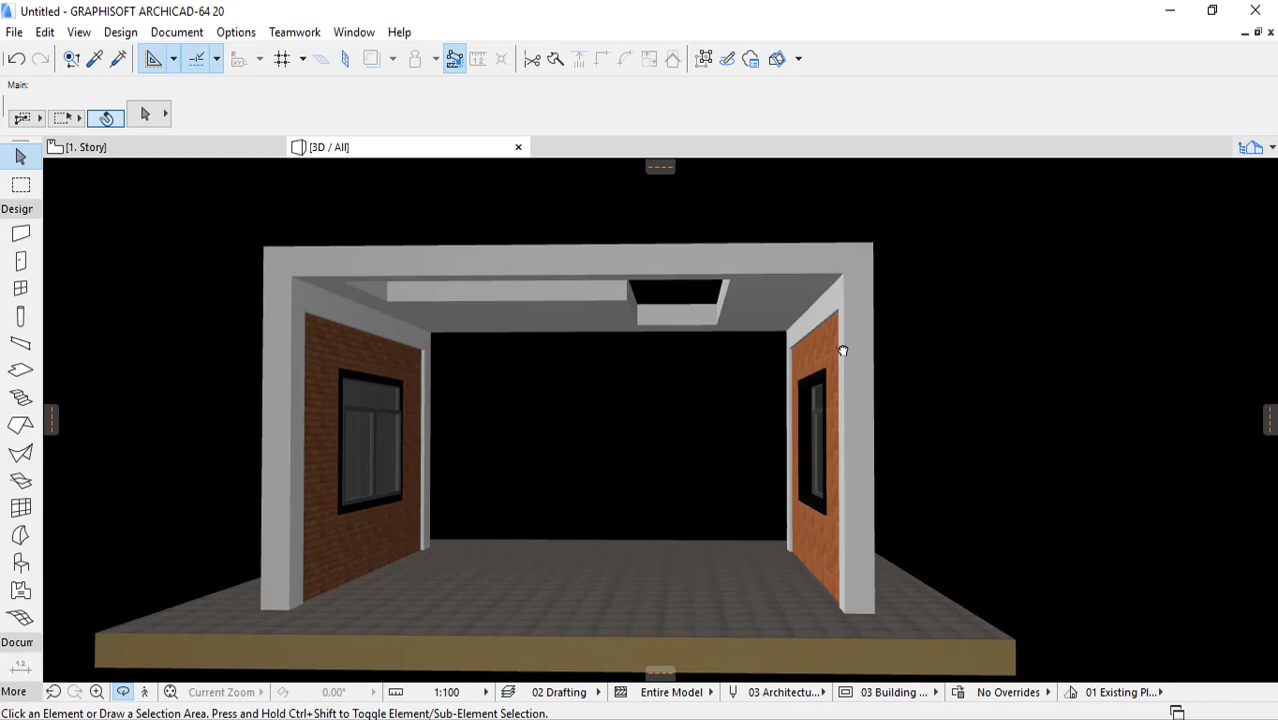 Untitled - GRAPHISOFT ARCHICAD-64 20
File Edit View Design Document Options Teamwork Window Help
Main:
[1. Story] [3D / All]
Design
Docum
1.2
More
Current Zoom 0.00° 1:100 02 Drafting Entire Model 03 Architectu... 03 Building ... No Overrides 01 Existing Pl...
Click an Element or Draw a Selection Area. Press and Hold Ctrl+Shift to Toggle Element/Sub-Element Selection.